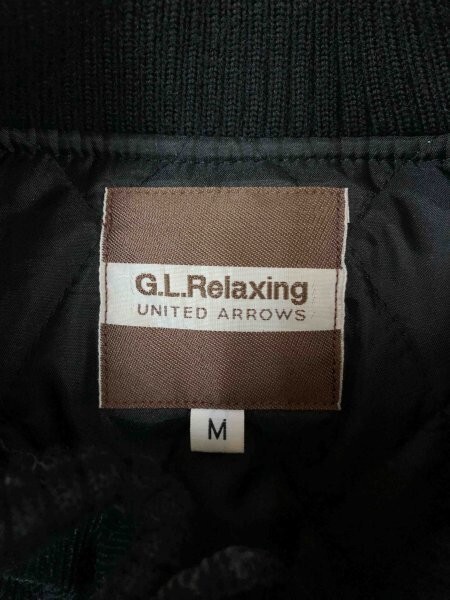 G.L.Relaxing
UNITED ARROWS
M